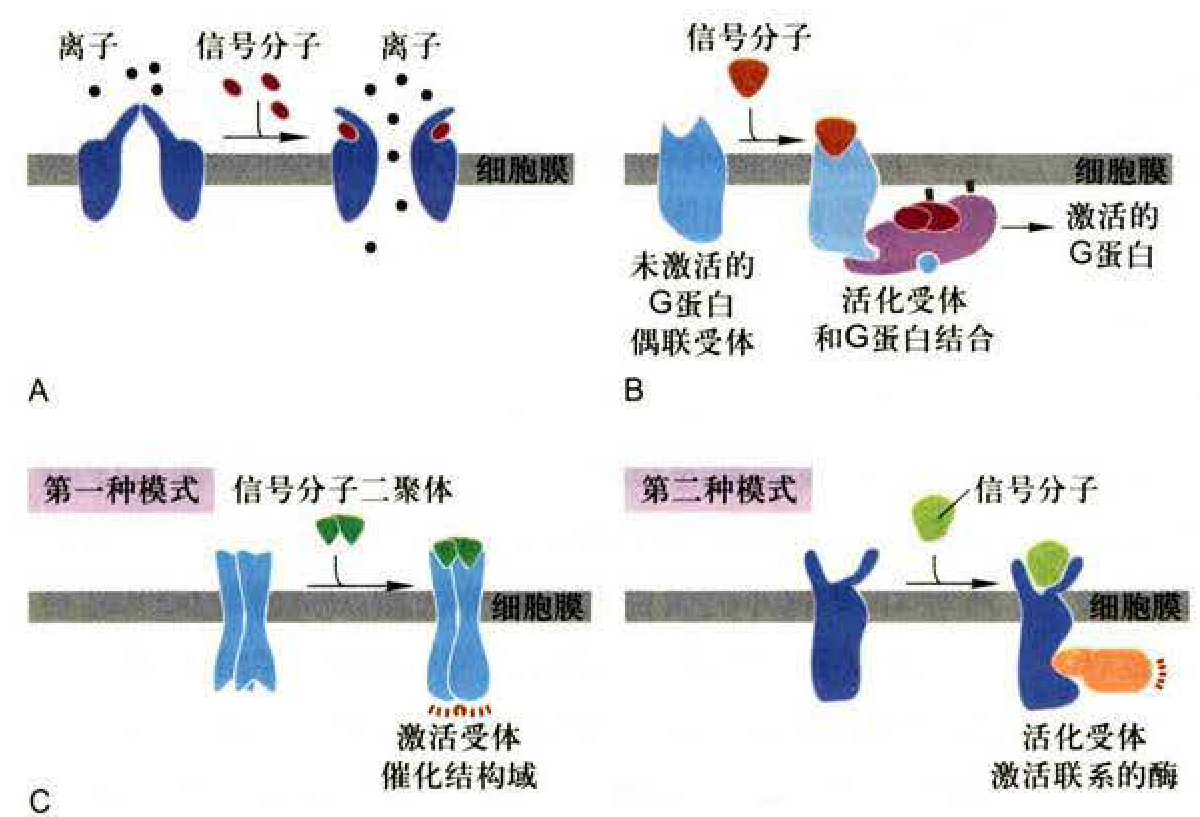 离子
信号分子
离子
细胞膜
A
信号分子
细胞膜
未激活的
G蛋白
偶联受体
活化受体
和G蛋白结合
激活的
G蛋白
B
第一种模式
信号分子二聚体
细胞膜
激活受体
催化结构域
第二种模式
信号分子
细胞膜
活化受体
激活联系的酶
C